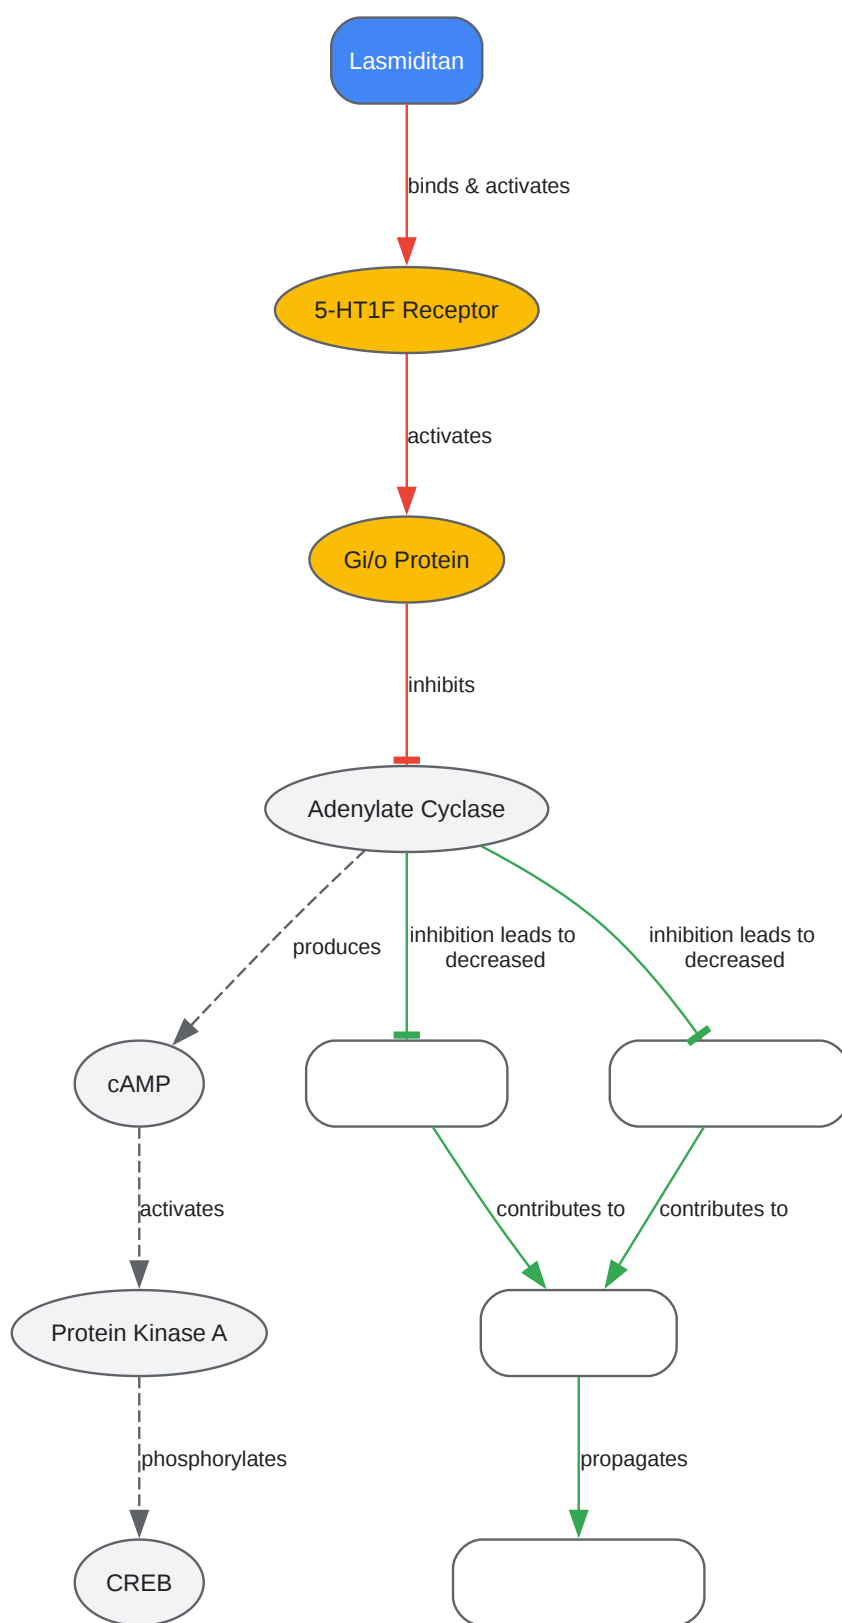 Lasmiditan
binds & activates
5-HT1F Receptor
activates
Gi/o Protein
inhibits
Adenylate Cyclase
produces
inhibition leads to
decreased
inhibition leads to
decreased
cAMP
activates
contributes to
contributes to
Protein Kinase A
phosphorylates
propagates
CREB